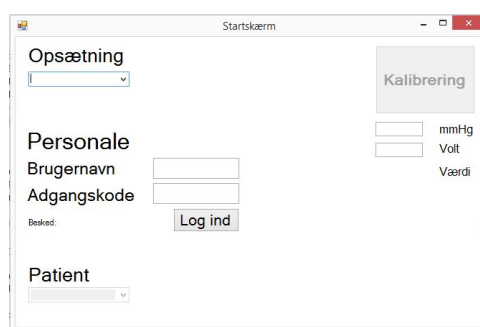 Startskærm
Opsætning
Kalibrering
mmHg
Volt
Værdi
Personale
Brugernavn
Adgangskode
Besked:
Log ind
Patient